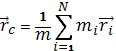 r⃗_c = 1/m ∑_{i=1}^{N} m_i r⃗_i